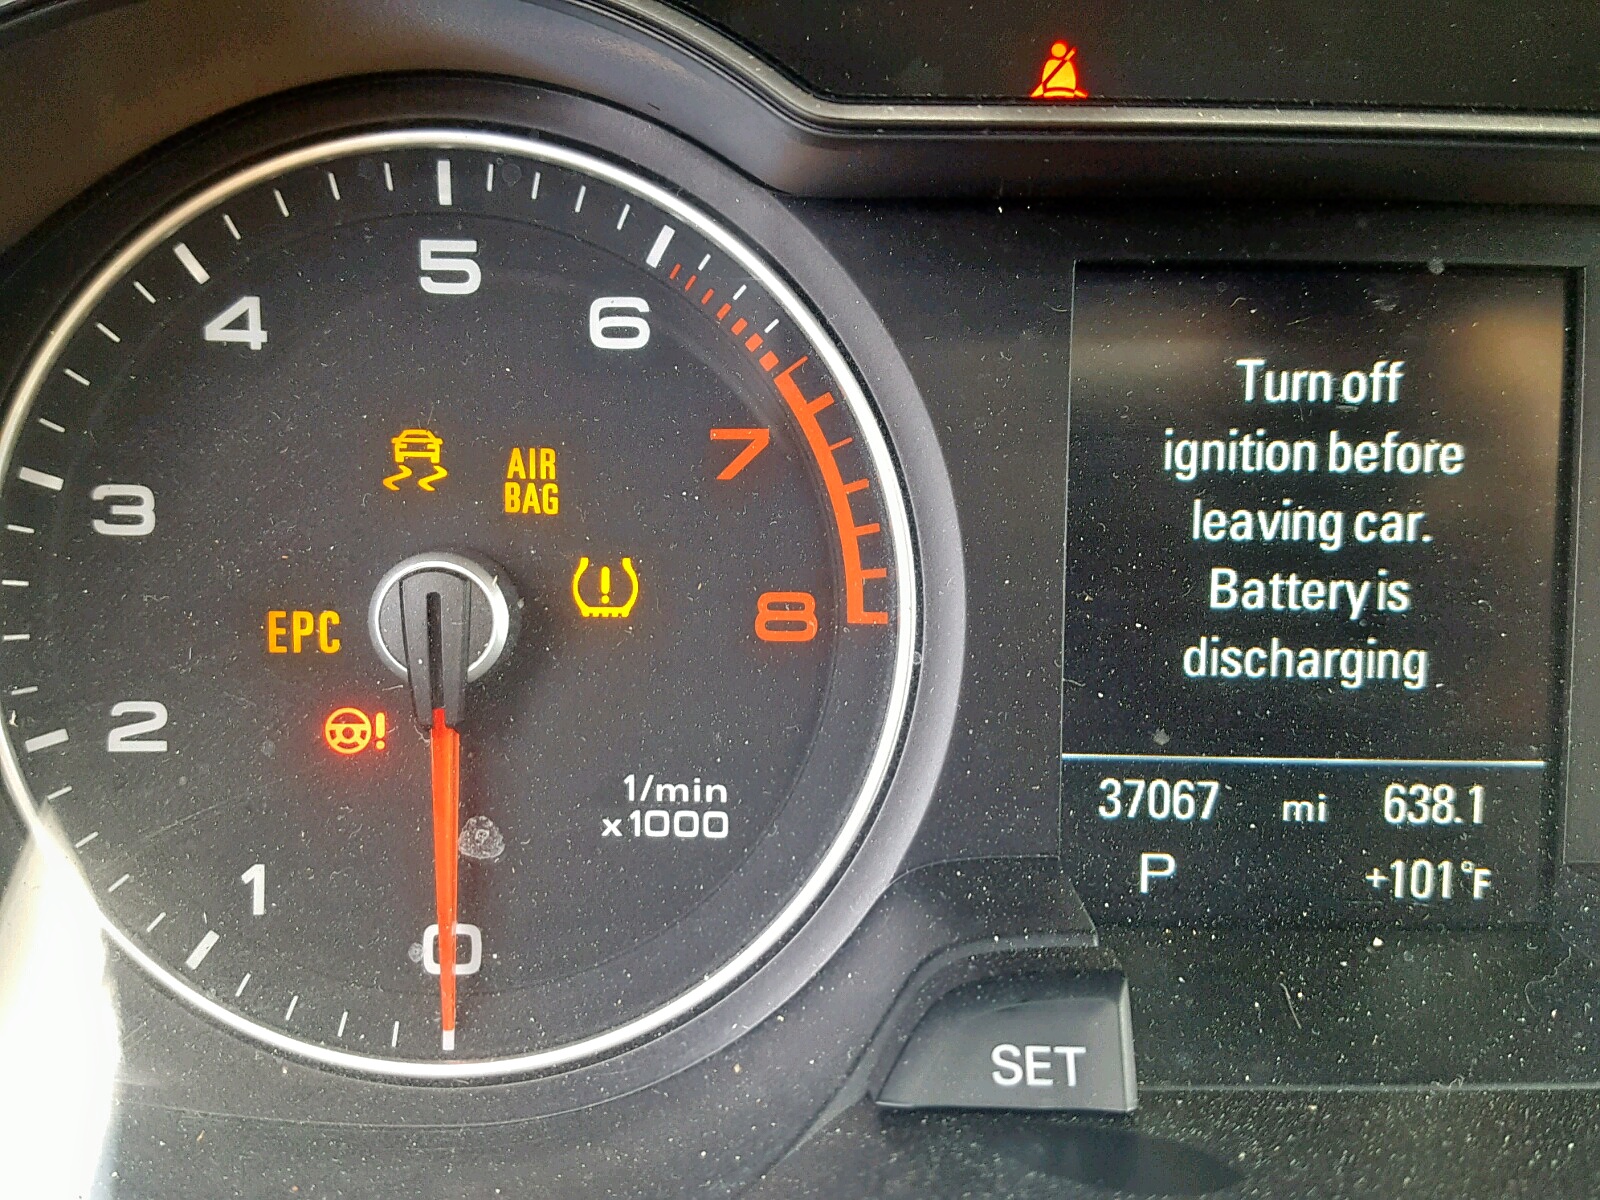 5
4
6
7
AIR
BAG
3
8
EPC
2
1/min
x1000
1
0
Turn off
ignition before
leaving car.
Battery is
discharging
37067 mi 638.1
P +101°F
SET